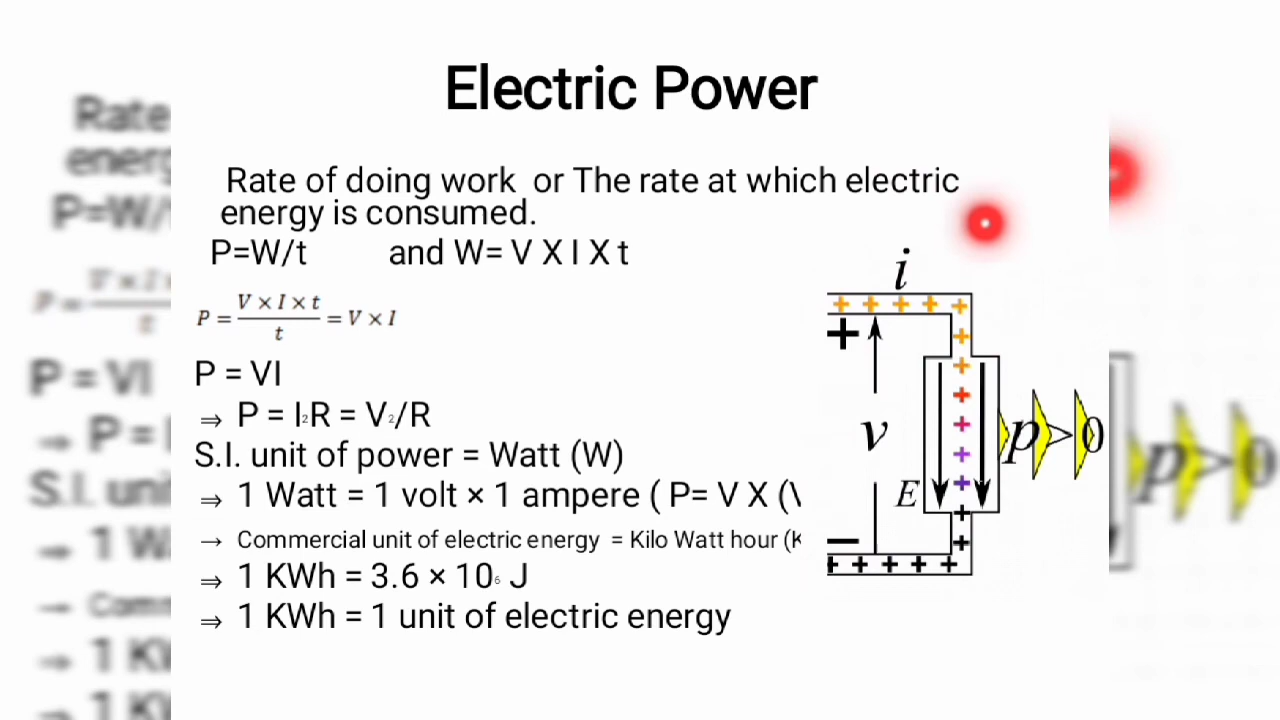 Electric Power
Rate of doing work or The rate at which electric
energy is consumed.
P=W/t and W= V X I X t
P = V × I × t / t = V × I
P = VI
⇒ P = I²R = V²/R
S.I. unit of power = Watt (W)
⇒ 1 Watt = 1 volt × 1 ampere ( P= V X (
→ Commercial unit of electric energy = Kilo Watt hour (K
⇒ 1 KWh = 3.6 × 10⁶ J
⇒ 1 KWh = 1 unit of electric energy
i
+
v
E
p > 0
−